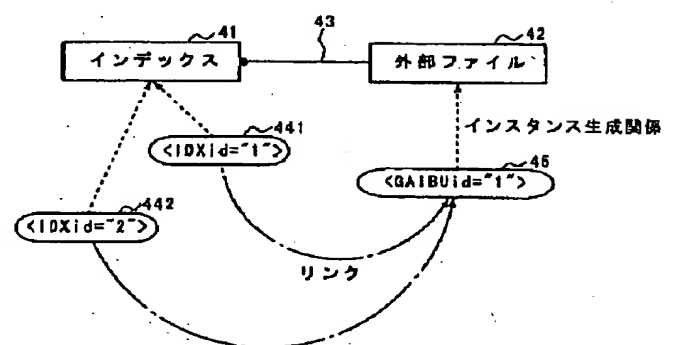 41
43
42
インデックス
外部ファイル
441
インスタンス生成関係
<IDXid="1">
45
<GAIBUid="1">
442
<IDXid="2">
リンク